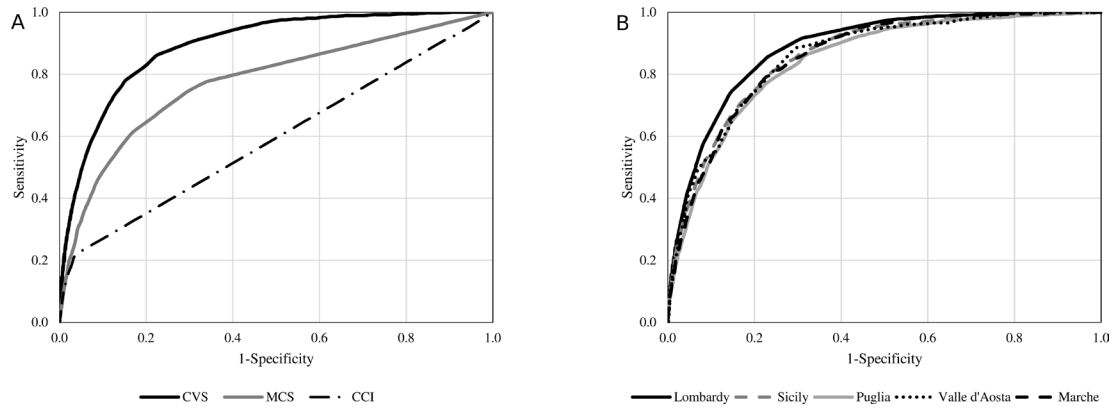 A
1.0
0.8
0.6
0.4
0.2
0.0
Sensitivity
0.0 0.2 0.4 0.6 0.8 1.0
1-Specificity
CVS MCS CCI
B
1.0
0.8
0.6
0.4
0.2
0.0
Sensitivity
0.0 0.2 0.4 0.6 0.8 1.0
1-Specificity
Lombardy Sicily Puglia Valle d'Aosta Marche